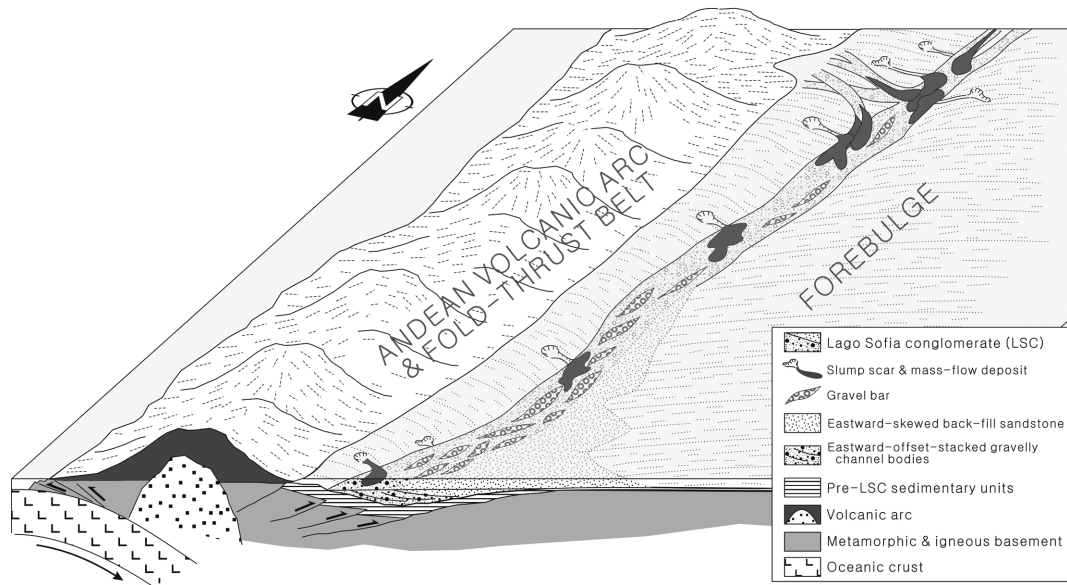 N
ANDEAN VOLCANIC ARC
& FOLD-THRUST BELT
FOREBULGE
Lago Sofia conglomerate (LSC)
Slump scar & mass-flow deposit
Gravel bar
Eastward-skewed back-fill sandstone
Eastward-offset-stacked gravelly
channel bodies
Pre-LSC sedimentary units
Volcanic arc
Metamorphic & igneous basement
Oceanic crust